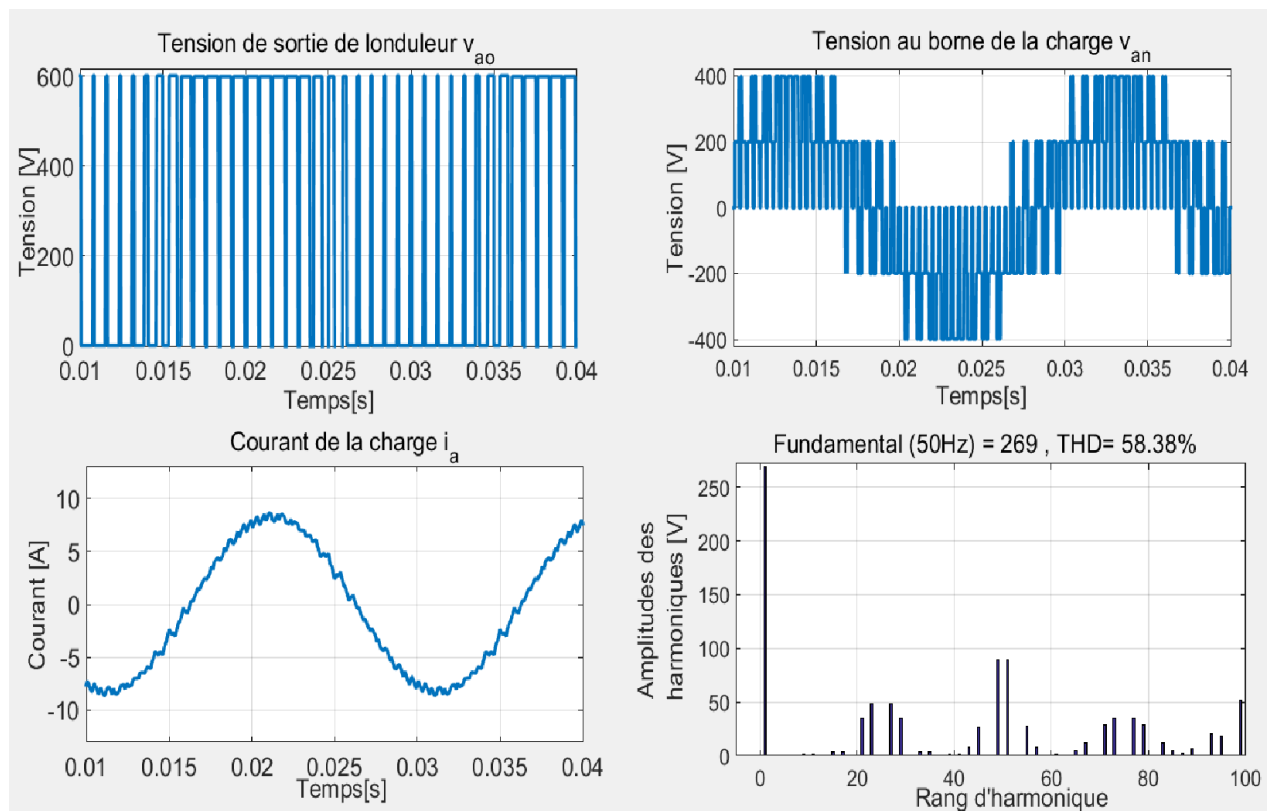 Tension de sortie de londuleur v_ao
Tension [V]
600
400
200
0
0.01 0.015 0.02 0.025 0.03 0.035 0.04
Temps[s]
Tension au borne de la charge v_an
Tension [V]
400
200
0
-200
-400
0.01 0.015 0.02 0.025 0.03 0.035 0.04
Temps[s]
Courant de la charge i_a
Courant [A]
10
5
0
-5
-10
0.01 0.015 0.02 0.025 0.03 0.035 0.04
Temps[s]
Fundamental (50Hz) = 269 , THD= 58.38%
Amplitudes des
harmoniques [V]
250
200
150
100
50
0
0 20 40 60 80 100
Rang d'harmonique